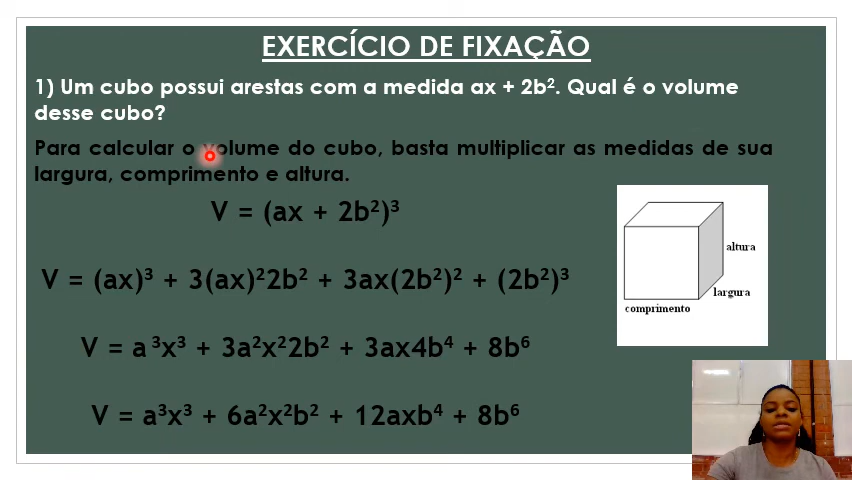 EXERCÍCIO DE FIXAÇÃO
1) Um cubo possui arestas com a medida ax + 2b². Qual é o volume
desse cubo?
Para calcular o volume do cubo, basta multiplicar as medidas de sua
largura, comprimento e altura.
V = (ax + 2b²)³
V = (ax)³ + 3(ax)²2b² + 3ax(2b²)² + (2b²)³
V = a³x³ + 3a²x²2b² + 3ax4b⁴ + 8b⁶
V = a³x³ + 6a²x²b² + 12axb⁴ + 8b⁶
altura
largura
comprimento